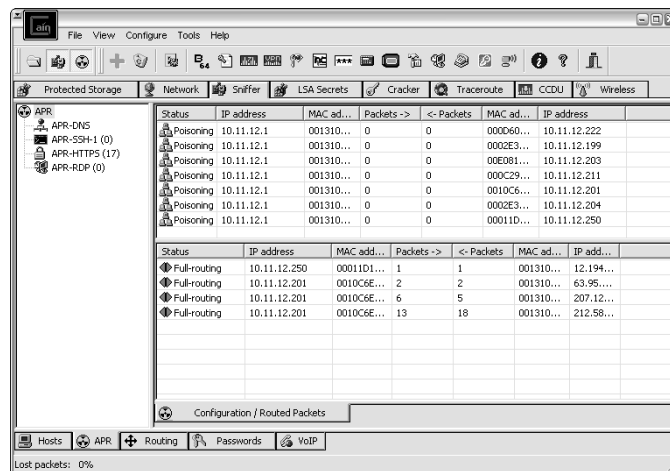 aín
File View Configure Tools Help
B64
Protected Storage Network Sniffer LSA Secrets Cracker Traceroute CCDU Wireless
APR
APR-DNS
APR-SSH-1 (0)
APR-HTTPS (17)
APR-RDP (0)
Status IP address MAC ad... Packets -> <- Packets MAC ad... IP address
Poisoning 10.11.12.1 001310... 0 0 000D60... 10.11.12.222
Poisoning 10.11.12.1 001310... 0 0 0002E3... 10.11.12.199
Poisoning 10.11.12.1 001310... 0 0 00E081... 10.11.12.203
Poisoning 10.11.12.1 001310... 0 0 000C29... 10.11.12.211
Poisoning 10.11.12.1 001310... 0 0 0010C6... 10.11.12.201
Poisoning 10.11.12.1 001310... 0 0 0002E3... 10.11.12.204
Poisoning 10.11.12.1 001310... 0 0 00011D... 10.11.12.250
Status IP address MAC add... Packets -> <- Packets MAC ad... IP add...
Full-routing 10.11.12.250 00011D1... 1 1 001310... 12.194...
Full-routing 10.11.12.201 0010C6E... 2 2 001310... 63.95....
Full-routing 10.11.12.201 0010C6E... 6 5 001310... 207.12...
Full-routing 10.11.12.201 0010C6E... 13 18 001310... 212.58...
Configuration / Routed Packets
Hosts APR Routing Passwords VoIP
Lost packets: 0%